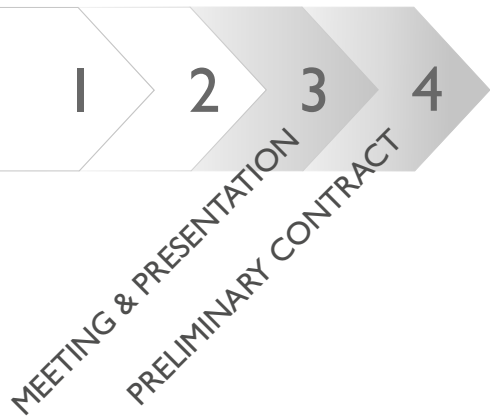 1 2 3 4
MEETING & PRESENTATION
PRELIMINARY CONTRACT